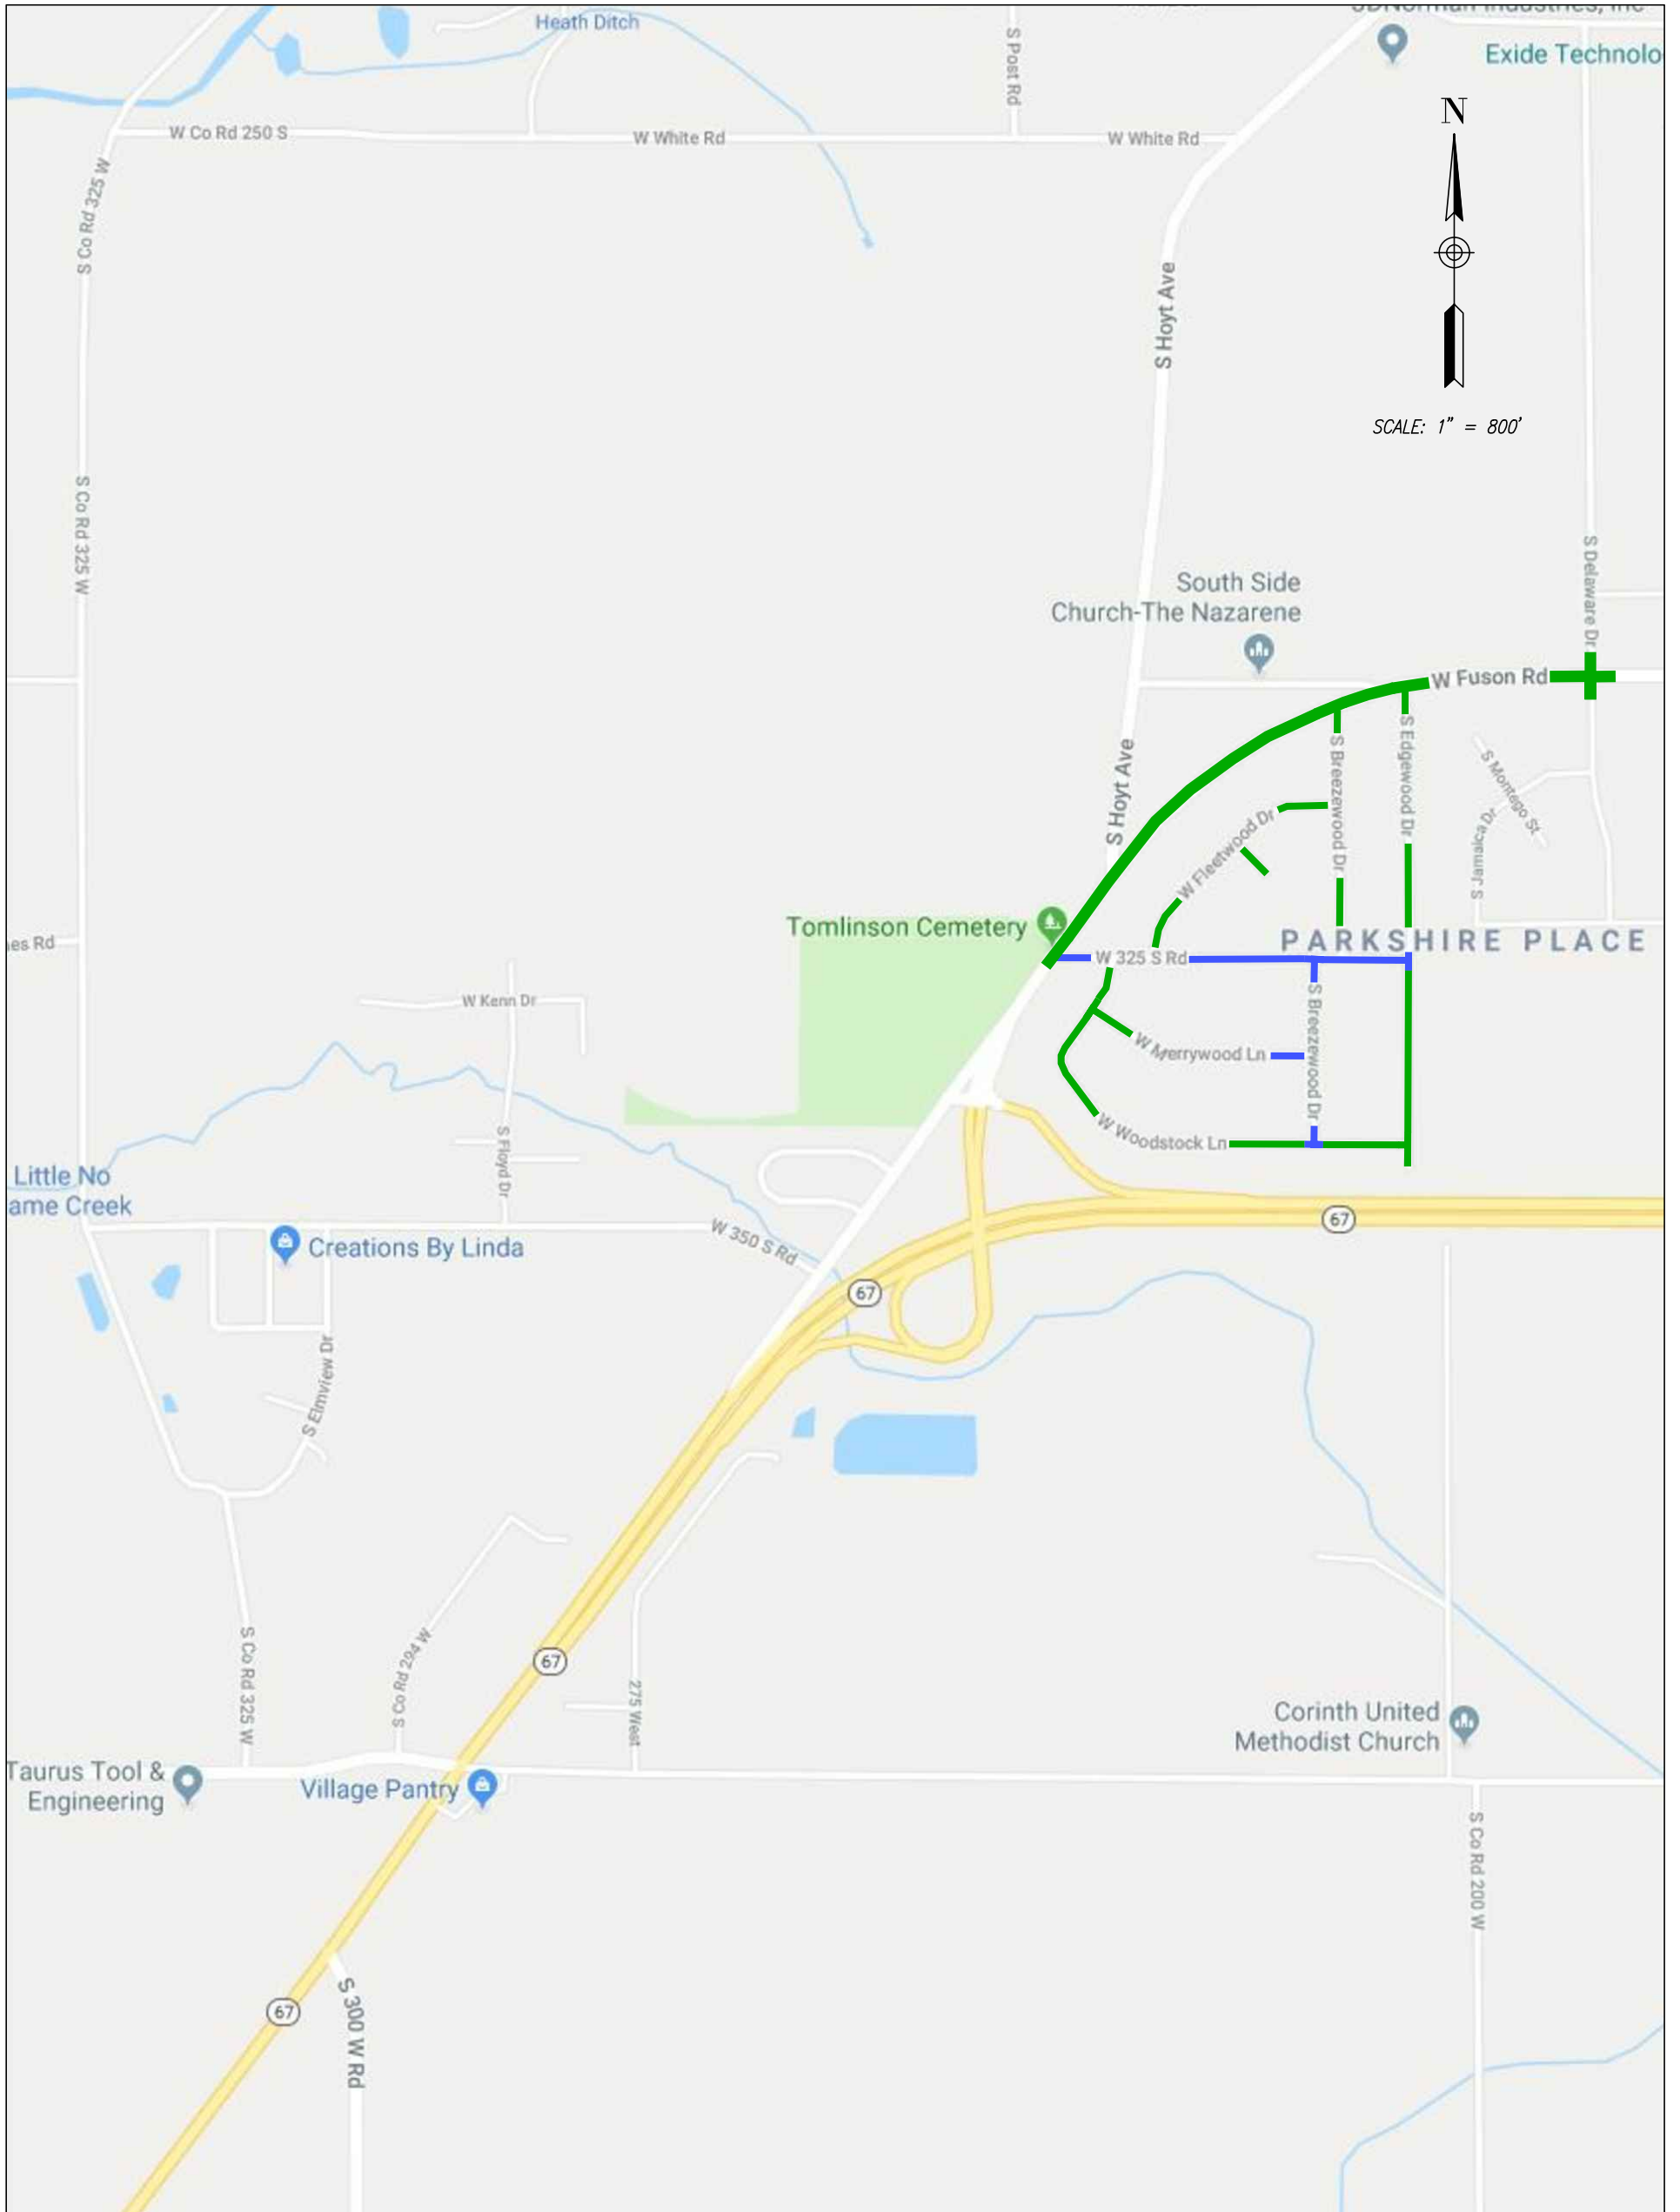 Heath Ditch
Industries, Inc
Exide Technolo
S Post Rd
N
W Co Rd 250 S
W White Rd
W White Rd
S Co Rd 325 W
S Hoyt Ave
SCALE: 1" = 800'
S Co Rd 325 W
S Delaware Dr
South Side
Church-The Nazarene
W Fuson Rd
S Hoyt Ave
S Breezewood Dr
S Edgewood Dr
S Montego St
S Jamaica Dr
W Fleetwood Dr
Tomlinson Cemetery
PARKSHIRE PLACE
es Rd
W 325 S Rd
W Kenn Dr
S Breezewood Dr
W Merrywood Ln
W Woodstock Ln
S Floyd Dr
Little No
ame Creek
67
W 350 S Rd
Creations By Linda
67
S Elmview Dr
S Co Rd 325 W
S Co Rd 294 W
67
275 West
Corinth United
Methodist Church
Taurus Tool &
Engineering
Village Pantry
S Co Rd 200 W
67
S 300 W Rd